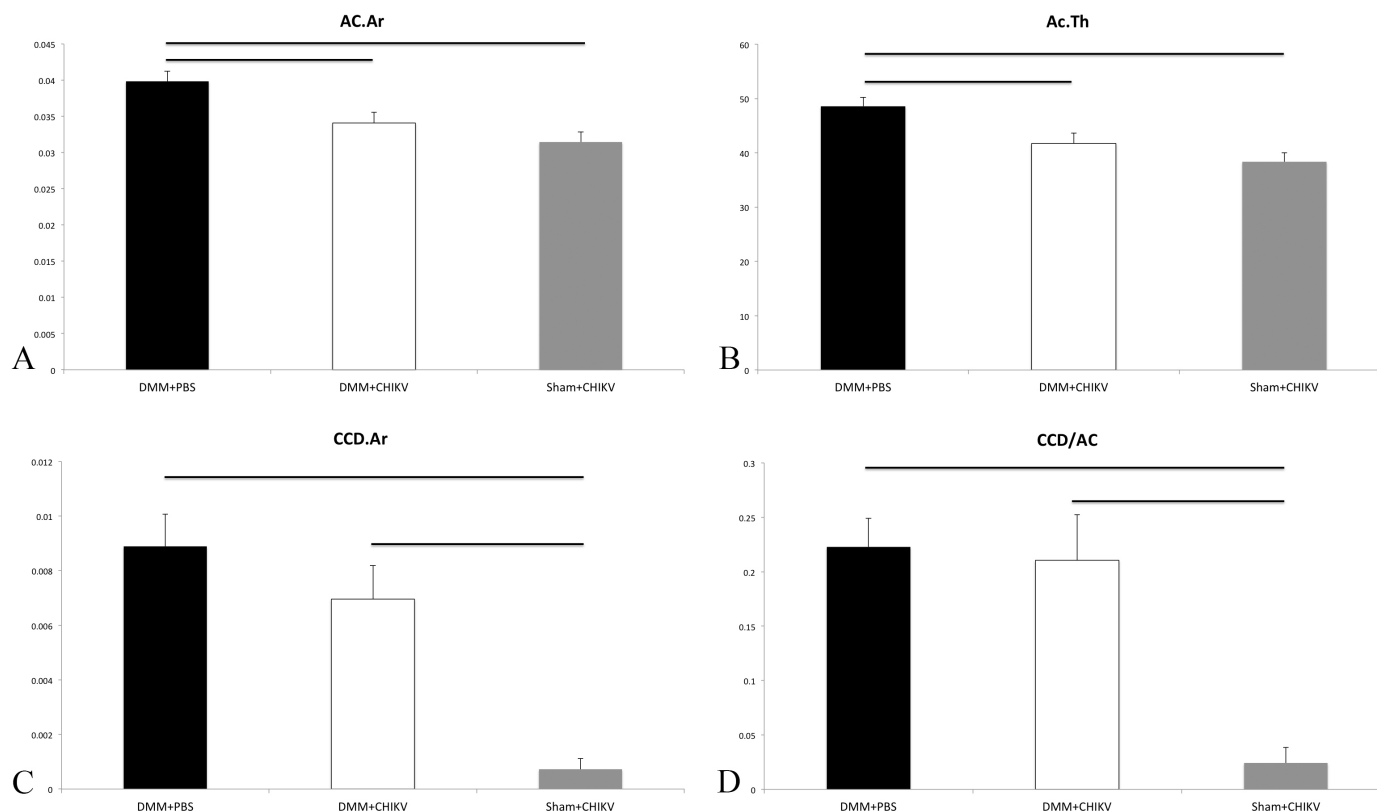 AC.Ar
0.045
0.04
0.035
0.03
0.025
0.02
0.015
0.01
0.005
0
A
DMM+PBS
DMM+CHIKV
Sham+CHIKV
Ac.Th
60
50
40
30
20
10
0
B
DMM+PBS
DMM+CHIKV
Sham+CHIKV
CCD.Ar
0.012
0.01
0.008
0.006
0.004
0.002
0
C
DMM+PBS
DMM+CHIKV
Sham+CHIKV
CCD/AC
0.3
0.25
0.2
0.15
0.1
0.05
0
D
DMM+PBS
DMM+CHIKV
Sham+CHIKV